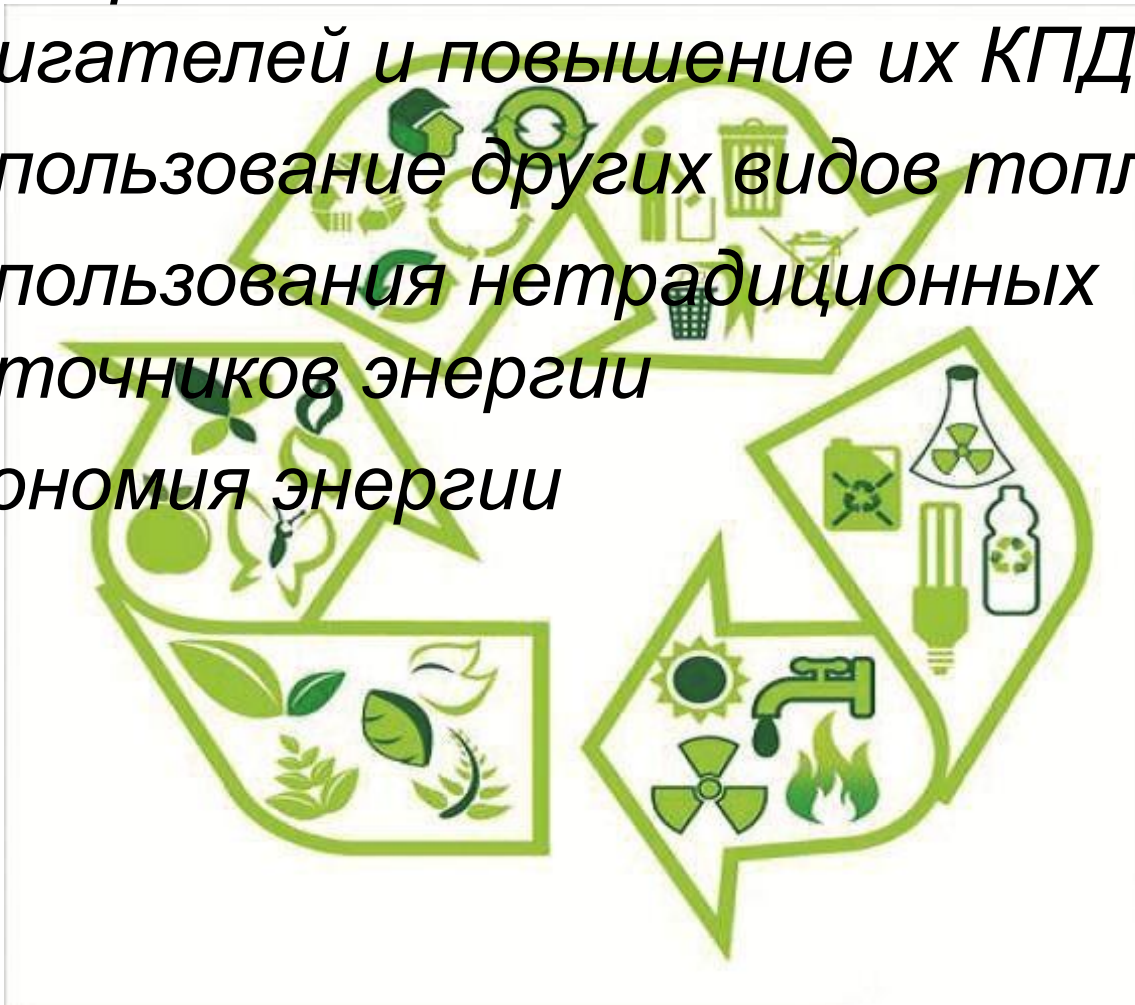 игателей и повышение их КПД
пользование других видов топл
пользования нетрадиционных
точников энергии
ономия энергии